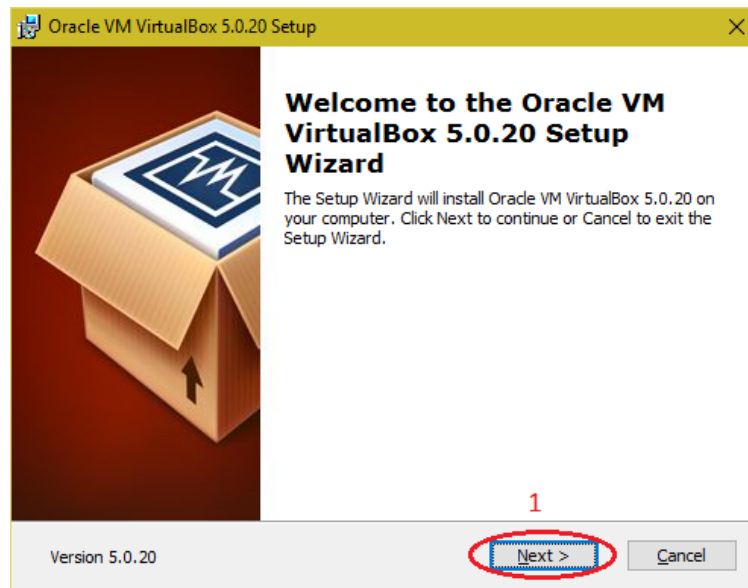 Oracle VM VirtualBox 5.0.20 Setup
Welcome to the Oracle VM
VirtualBox 5.0.20 Setup
Wizard
The Setup Wizard will install Oracle VM VirtualBox 5.0.20 on
your computer. Click Next to continue or Cancel to exit the
Setup Wizard.
1
Version 5.0.20
Next >
Cancel